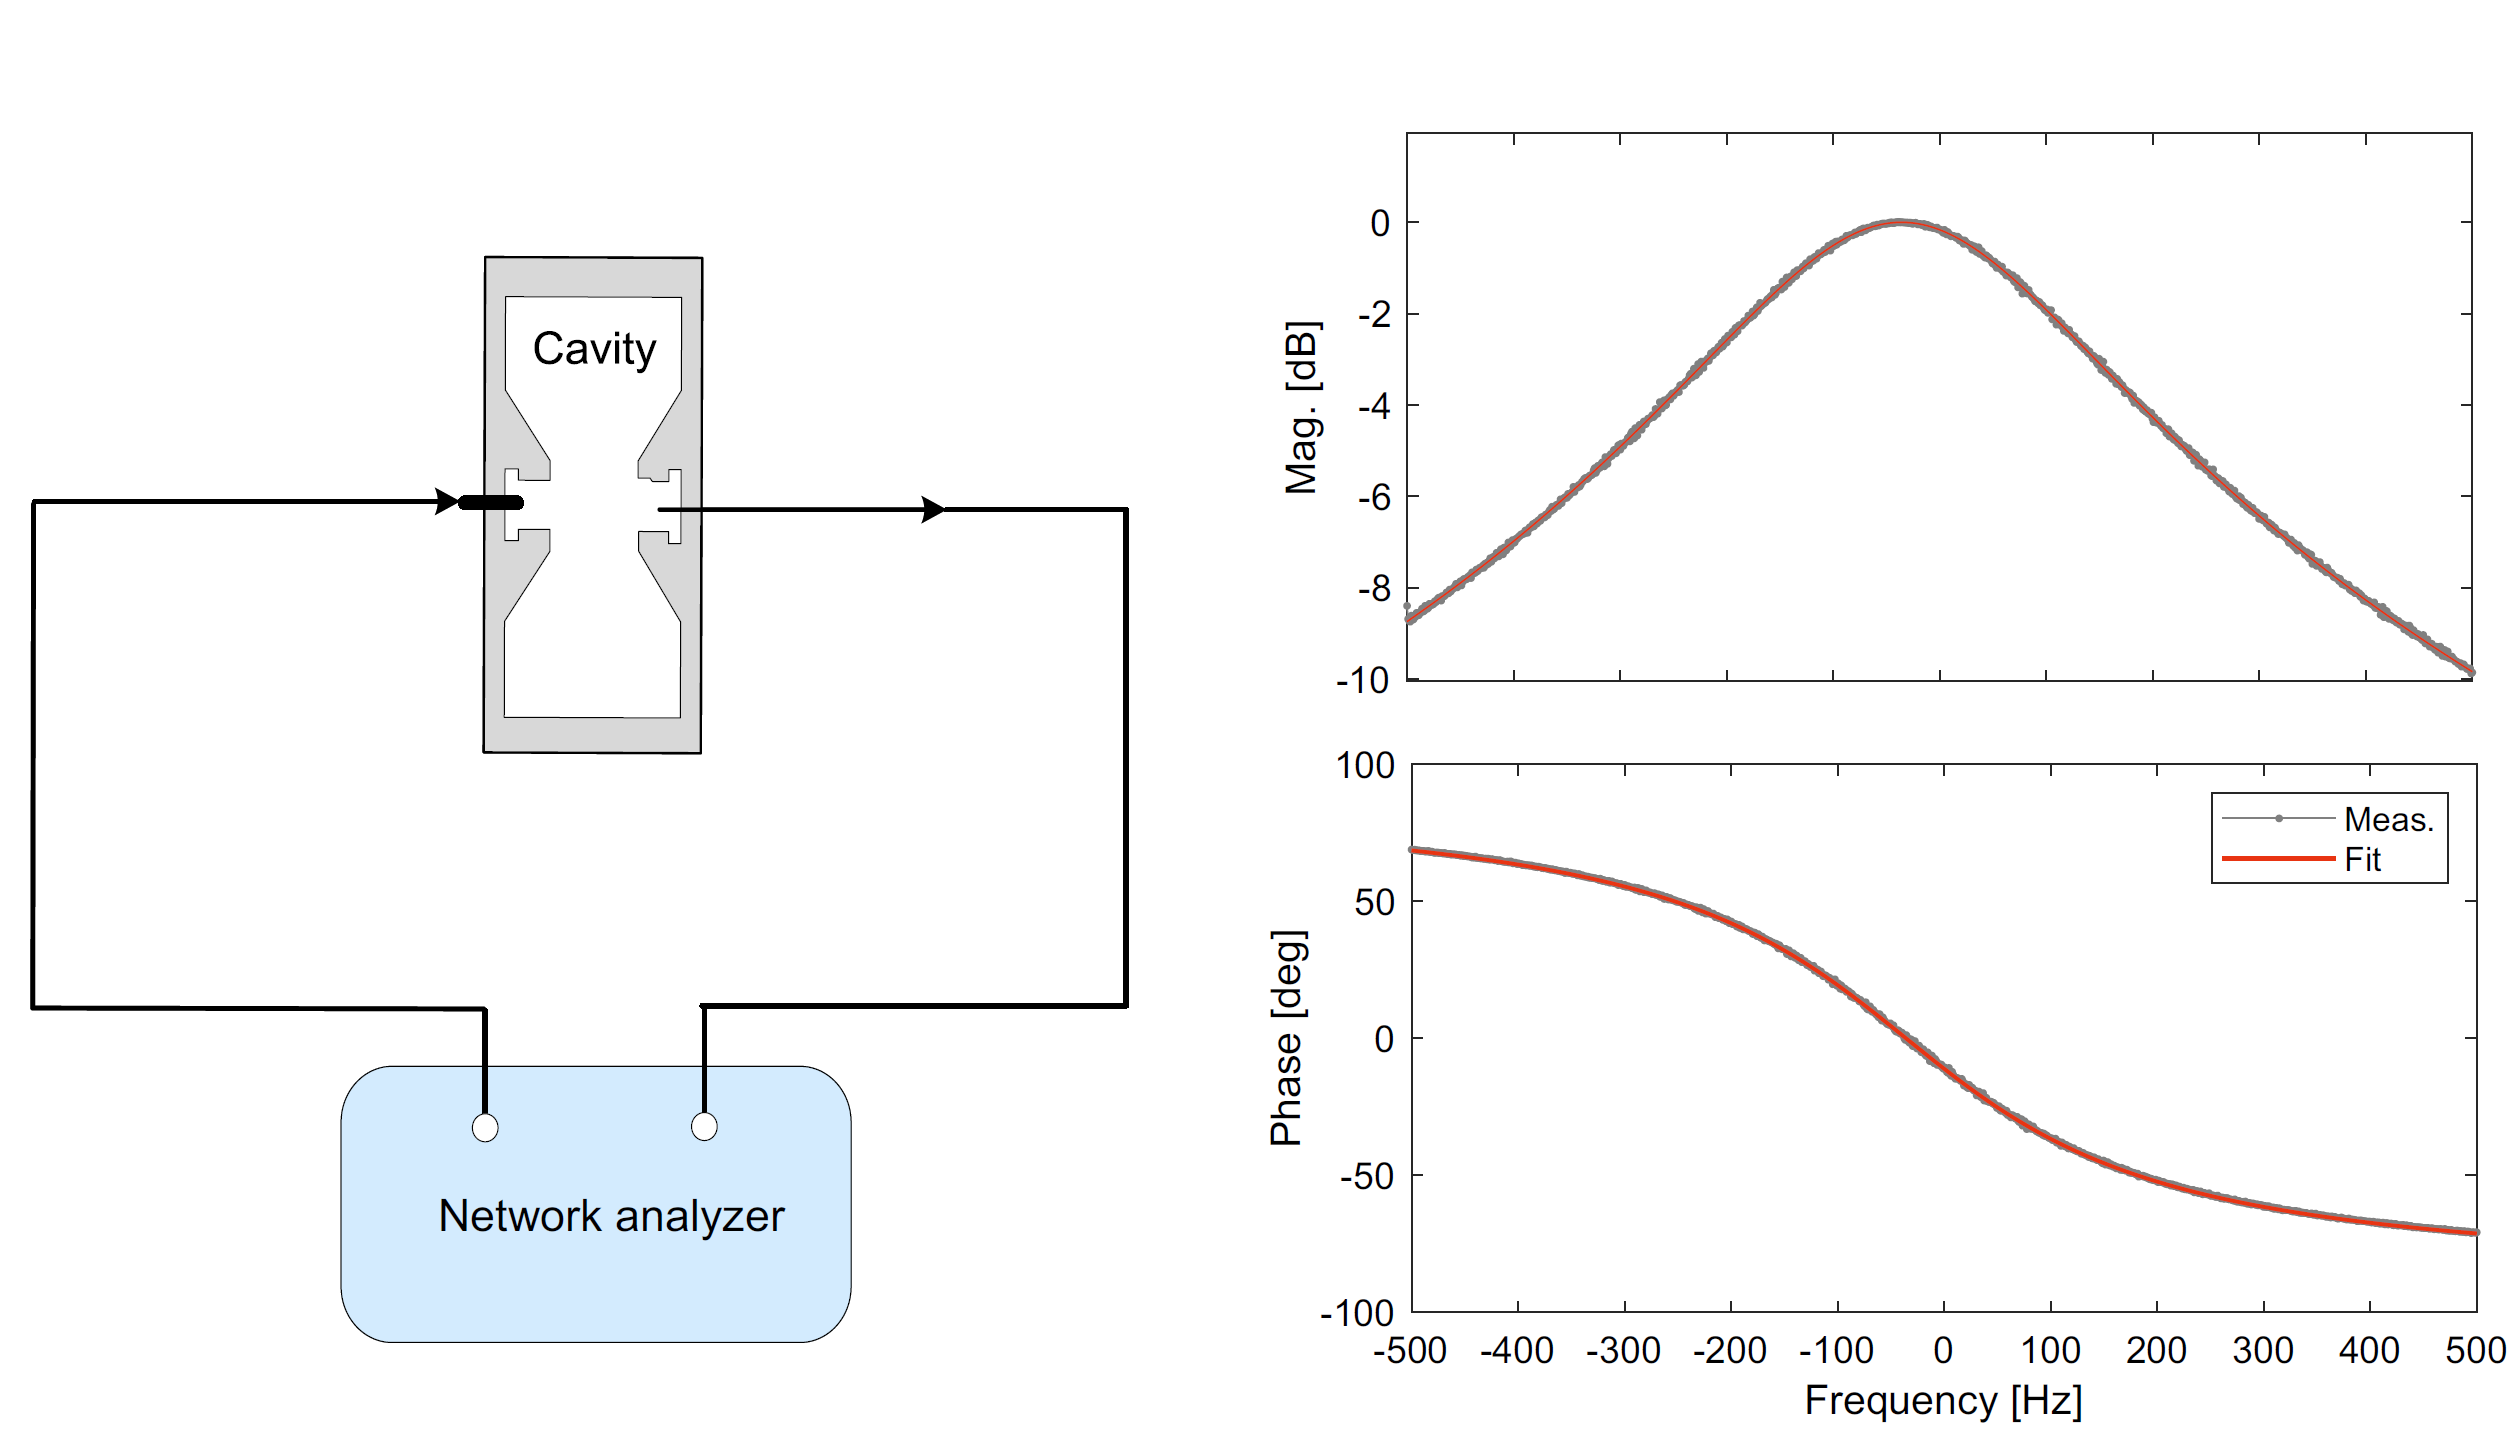 Cavity
Network analyzer
Mag. [dB]
0
-2
-4
-6
-8
-10
Phase [deg]
100
50
0
-50
-100
Meas.
Fit
-500 -400 -300 -200 -100 0 100 200 300 400 500
Frequency [Hz]